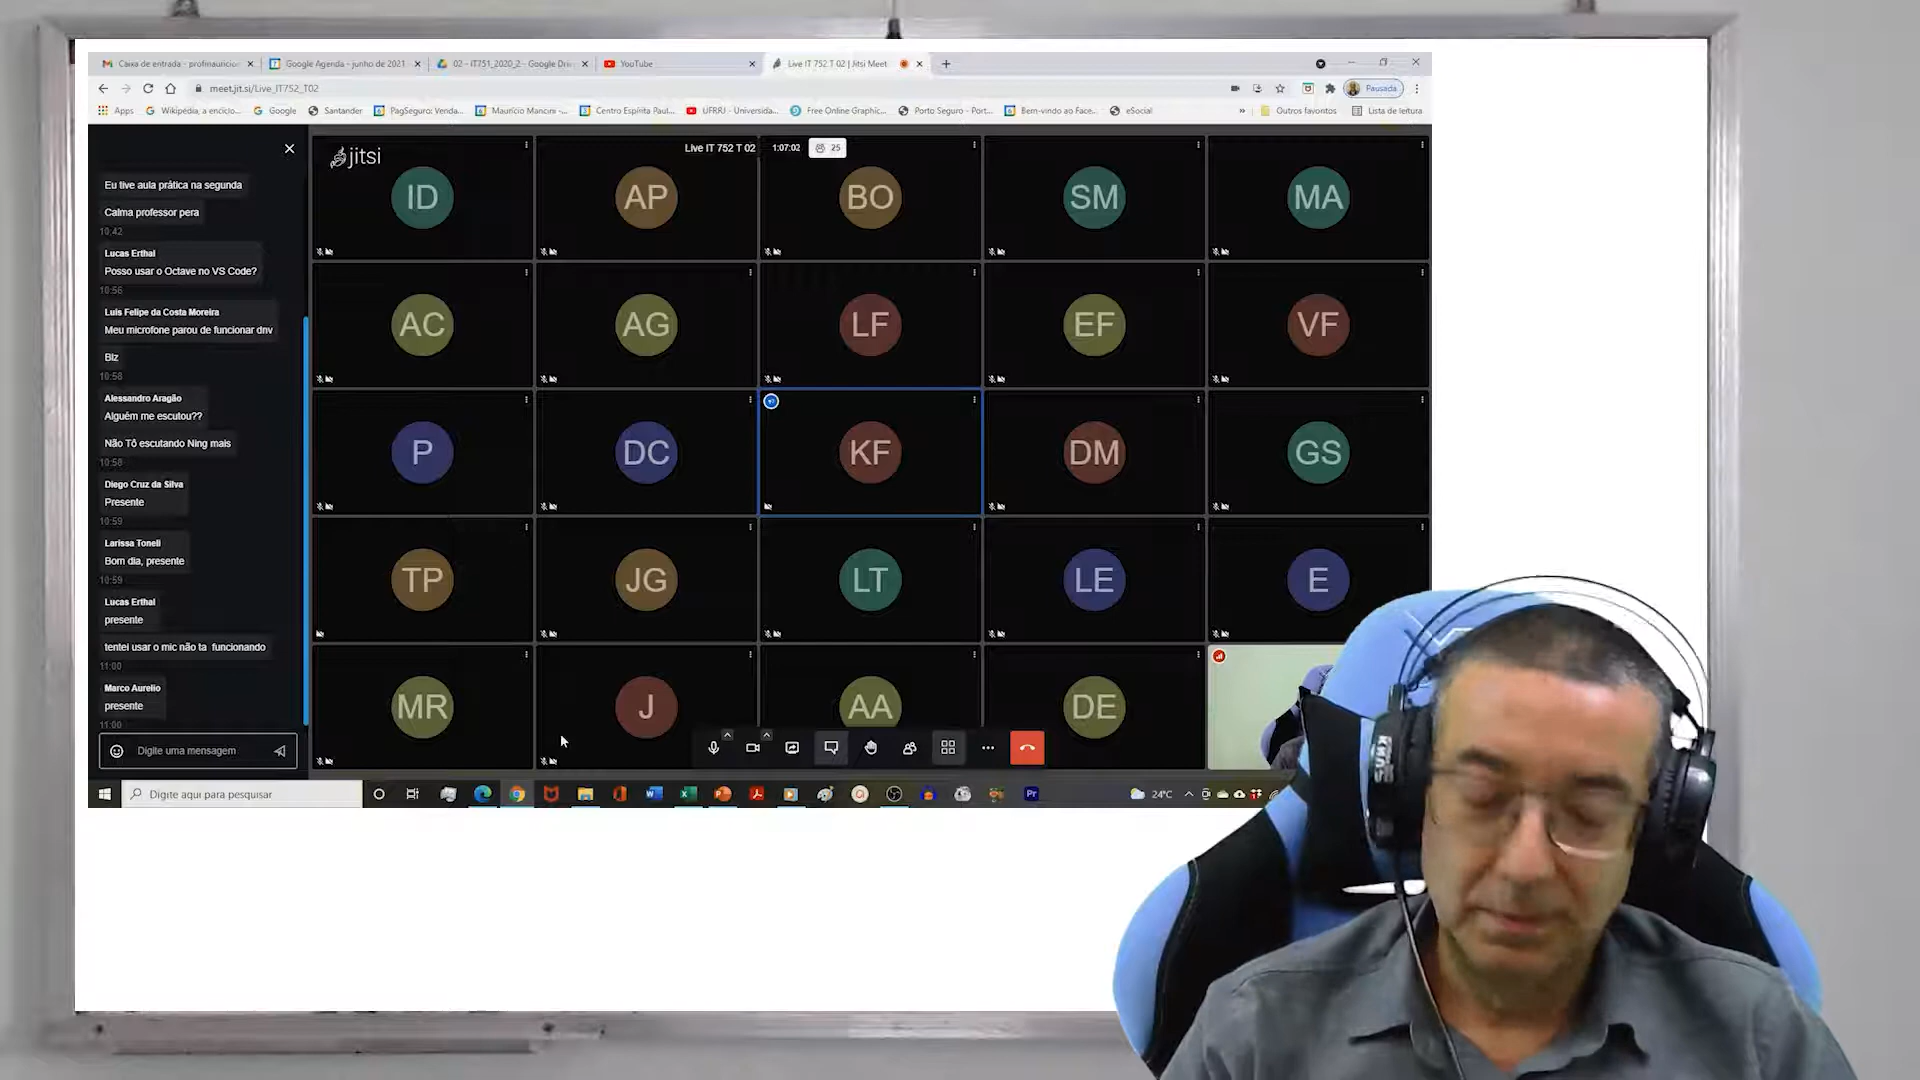 Caixa de entrada - profmauricio
Google Agenda - junho de 2021
02 - IT751_2020_2 - Google Dri
YouTube
Live IT 752 T 02 | Jitsi Meet
meet.jit.si/Live_IT752_T02
Pausada
Apps
Wikipédia, a enciclo...
Google
Santander
PagSeguro: Venda...
Maurício Mancini -...
Centro Espírita Paul...
UFRRJ - Universida...
Free Online Graphic...
Porto Seguro - Port...
Bem-vindo ao Face...
eSocial
»
Outros favoritos
Lista de leitura
jitsi
Live IT 752 T 02
1:07:02
25
Eu tive aula prática na segunda
Calma professor pera
10:42
Lucas Erthal
Posso usar o Octave no VS Code?
10:56
Luis Felipe da Costa Moreira
Meu microfone parou de funcionar dnv
Blz
10:58
Alessandro Aragão
Alguém me escutou??
Não Tô escutando Ning mais
10:58
Diego Cruz da Silva
Presente
10:59
Larissa Toneli
Bom dia, presente
10:59
Lucas Erthal
presente
tentei usar o mic não ta funcionando
11:00
Marco Aurelio
presente
11:00
Digite uma mensagem
ID
AP
BO
SM
MA
AC
AG
LF
EF
VF
P
DC
KF
DM
GS
TP
JG
LT
LE
E
MR
J
AA
DE
Digite aqui para pesquisar
Pr
24°C